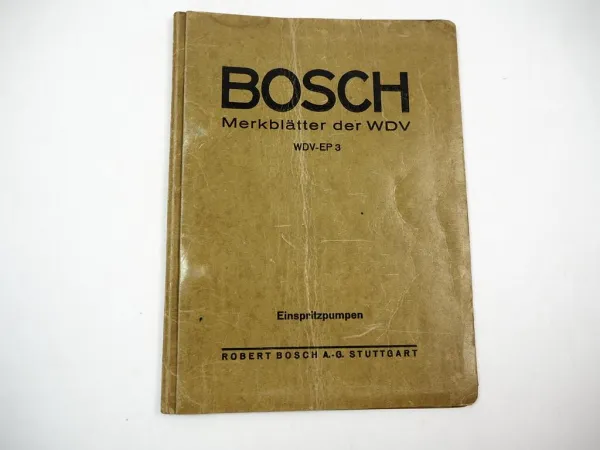 BOSCH
Merkblätter der WDV
WDV-EP 3
Einspritzpumpen
ROBERT BOSCH A.-G. STUTTGART